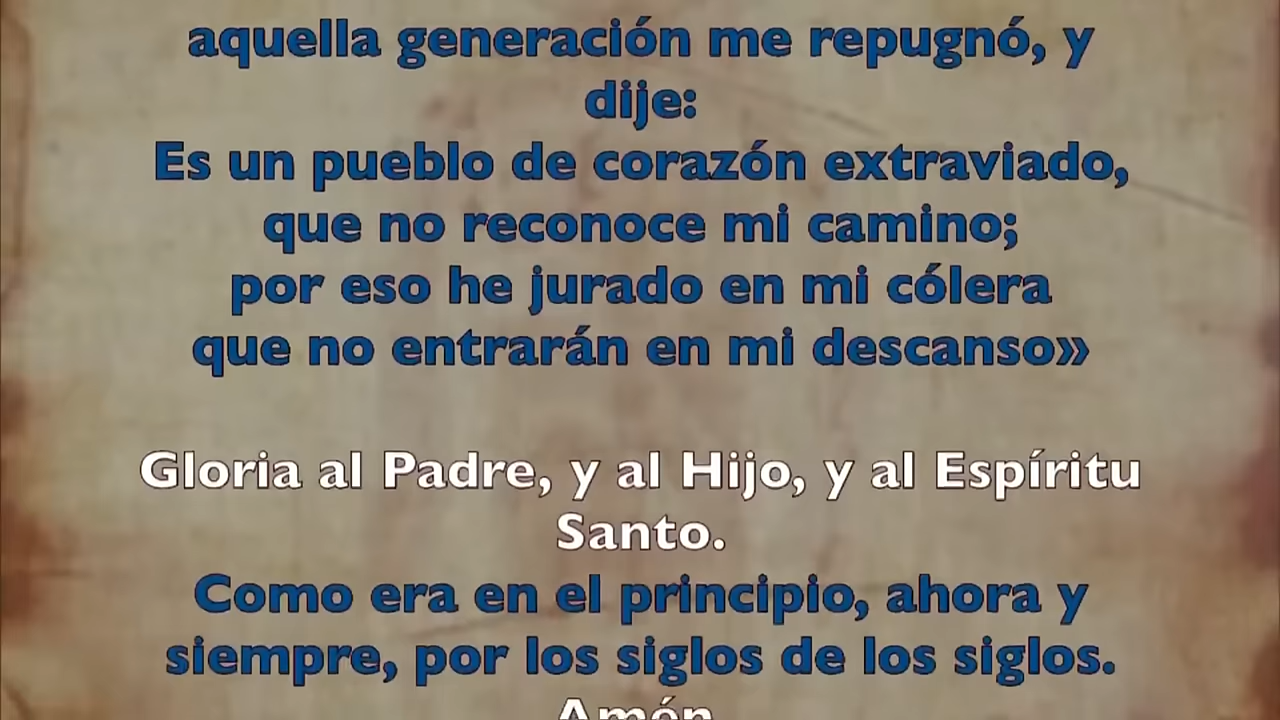 aquella generación me repugnó, y
dije:
Es un pueblo de corazón extraviado,
que no reconoce mi camino;
por eso he jurado en mi cólera
que no entrarán en mi descanso»
Gloria al Padre, y al Hijo, y al Espíritu
Santo.
Como era en el principio, ahora y
siempre, por los siglos de los siglos.
Amén